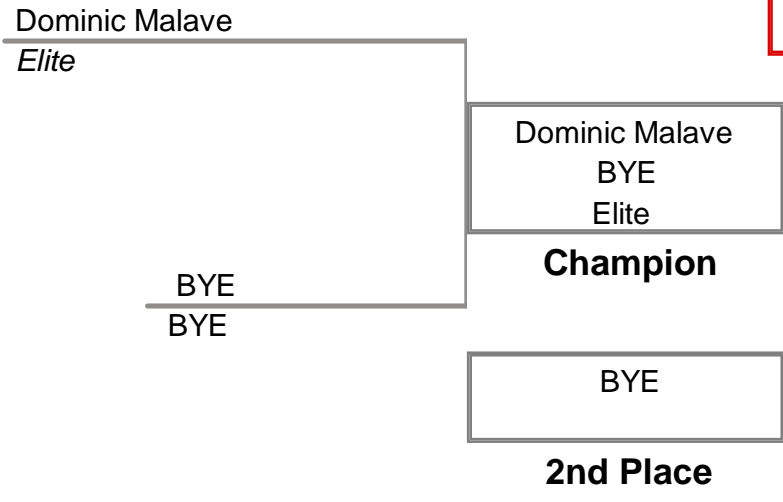 Dominic Malave
Elite
Dominic Malave
BYE
Elite
Champion
BYE
BYE
BYE
2nd Place